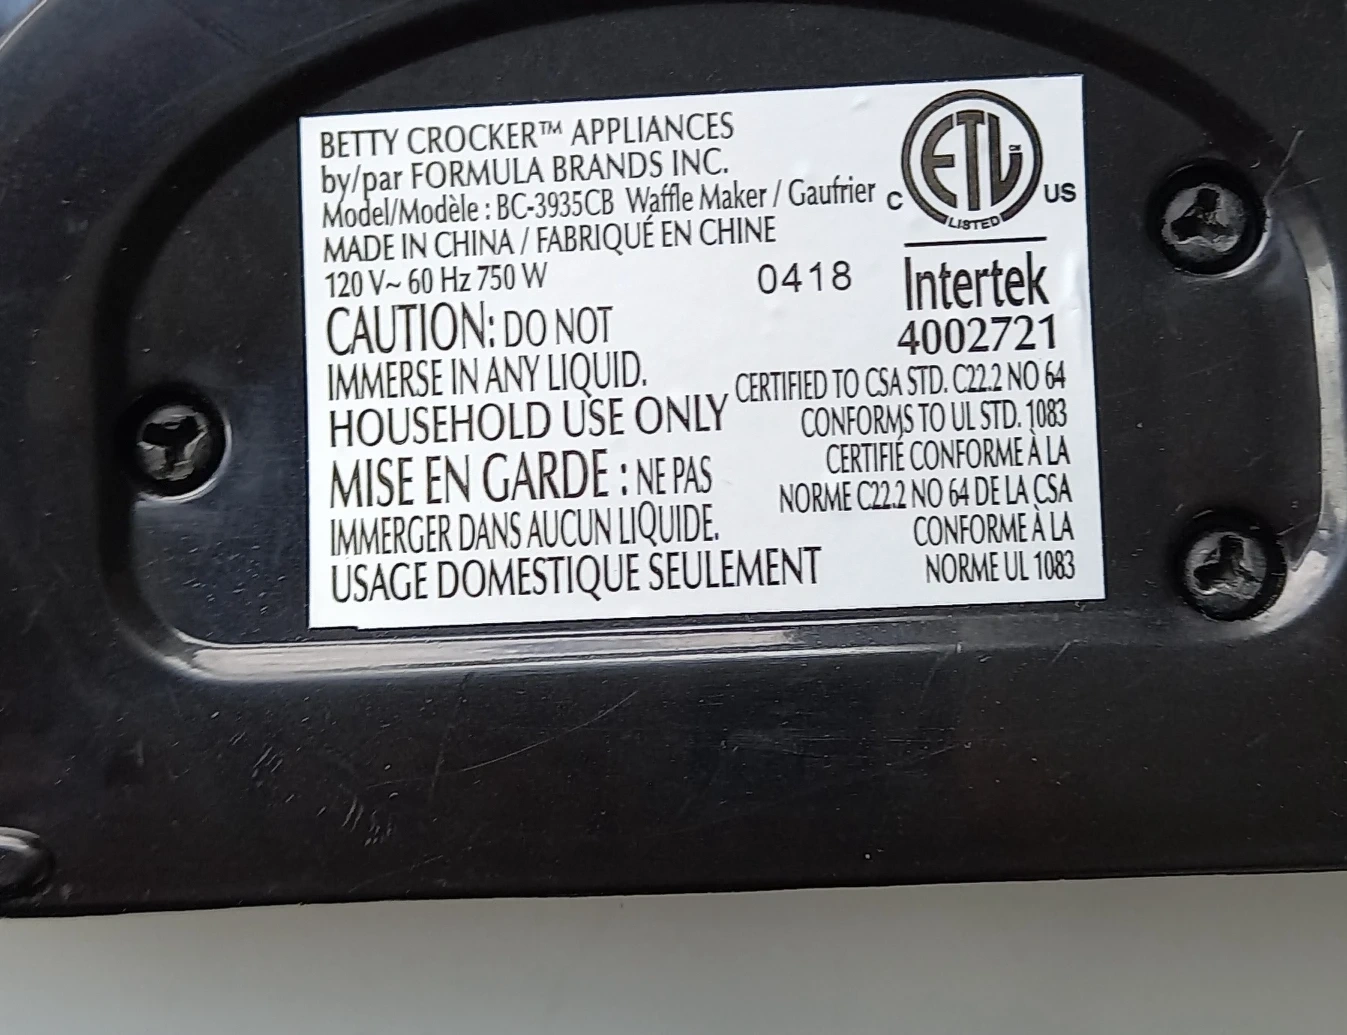 BETTY CROCKER™ APPLIANCES
by/par FORMULA BRANDS INC.
Model/Modèle : BC-3935CB Waffle Maker / Gaufrier
MADE IN CHINA / FABRIQUÉ EN CHINE
120 V~ 60 Hz 750 W
0418
CAUTION: DO NOT
IMMERSE IN ANY LIQUID.
HOUSEHOLD USE ONLY
MISE EN GARDE : NE PAS
IMMERGER DANS AUCUN LIQUIDE.
USAGE DOMESTIQUE SEULEMENT
ETL
C US
LISTED
Intertek
4002721
CERTIFIED TO CSA STD. C22.2 NO 64
CONFORMS TO UL STD. 1083
CERTIFIÉ CONFORME À LA
NORME C22.2 NO 64 DE LA CSA
CONFORME À LA
NORME UL 1083